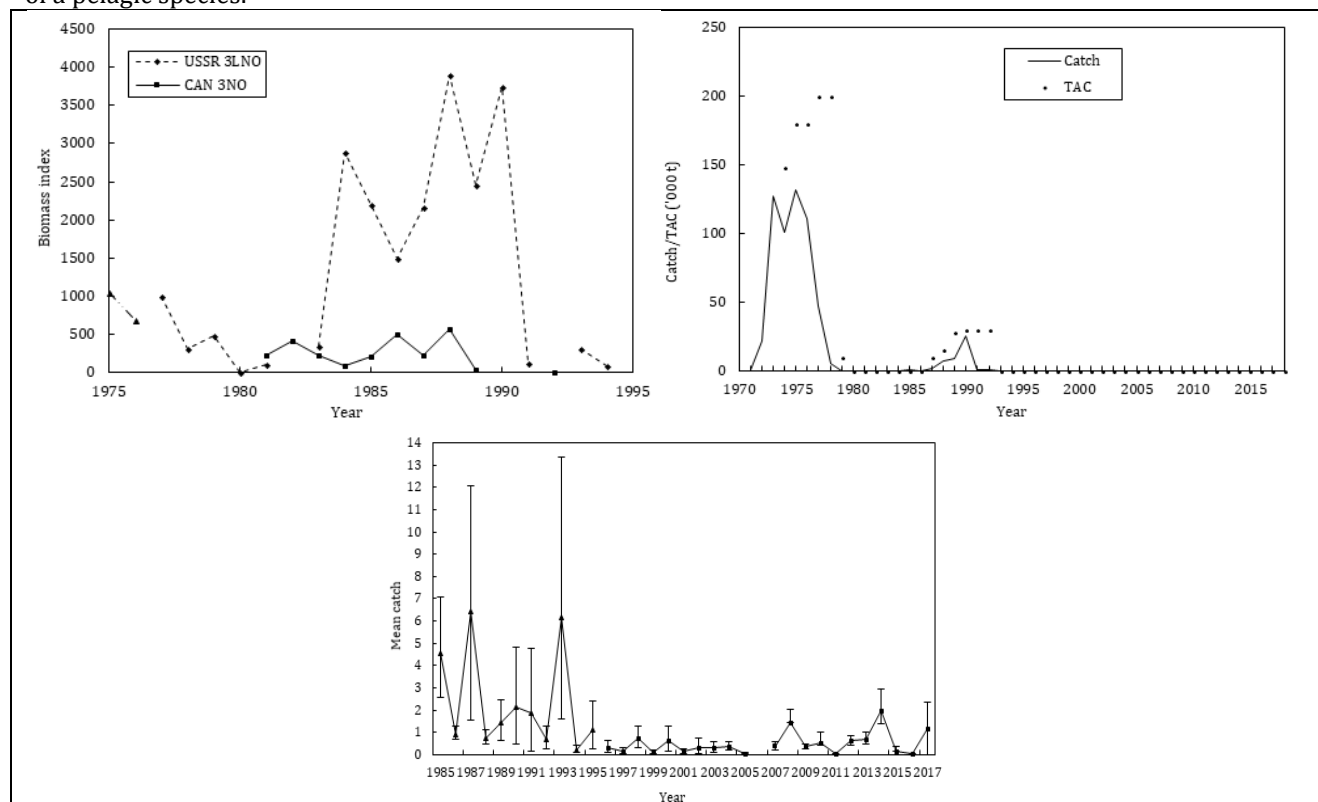 of a pelagic species.
4500
4000
3500
3000
2500
2000
1500
1000
500
0
Biomass index
USSR 3LNO
CAN 3NO
1975 1980 1985 1990 1995
Year
250
200
150
100
50
0
Catch/TAC ('000 t)
Catch
TAC
1970 1975 1980 1985 1990 1995 2000 2005 2010 2015
Year
14
13
12
11
10
9
8
7
6
5
4
3
2
1
0
Mean catch
1985 1987 1989 1991 1993 1995 1997 1999 2001 2003 2005 2007 2009 2011 2013 2015 2017
Year